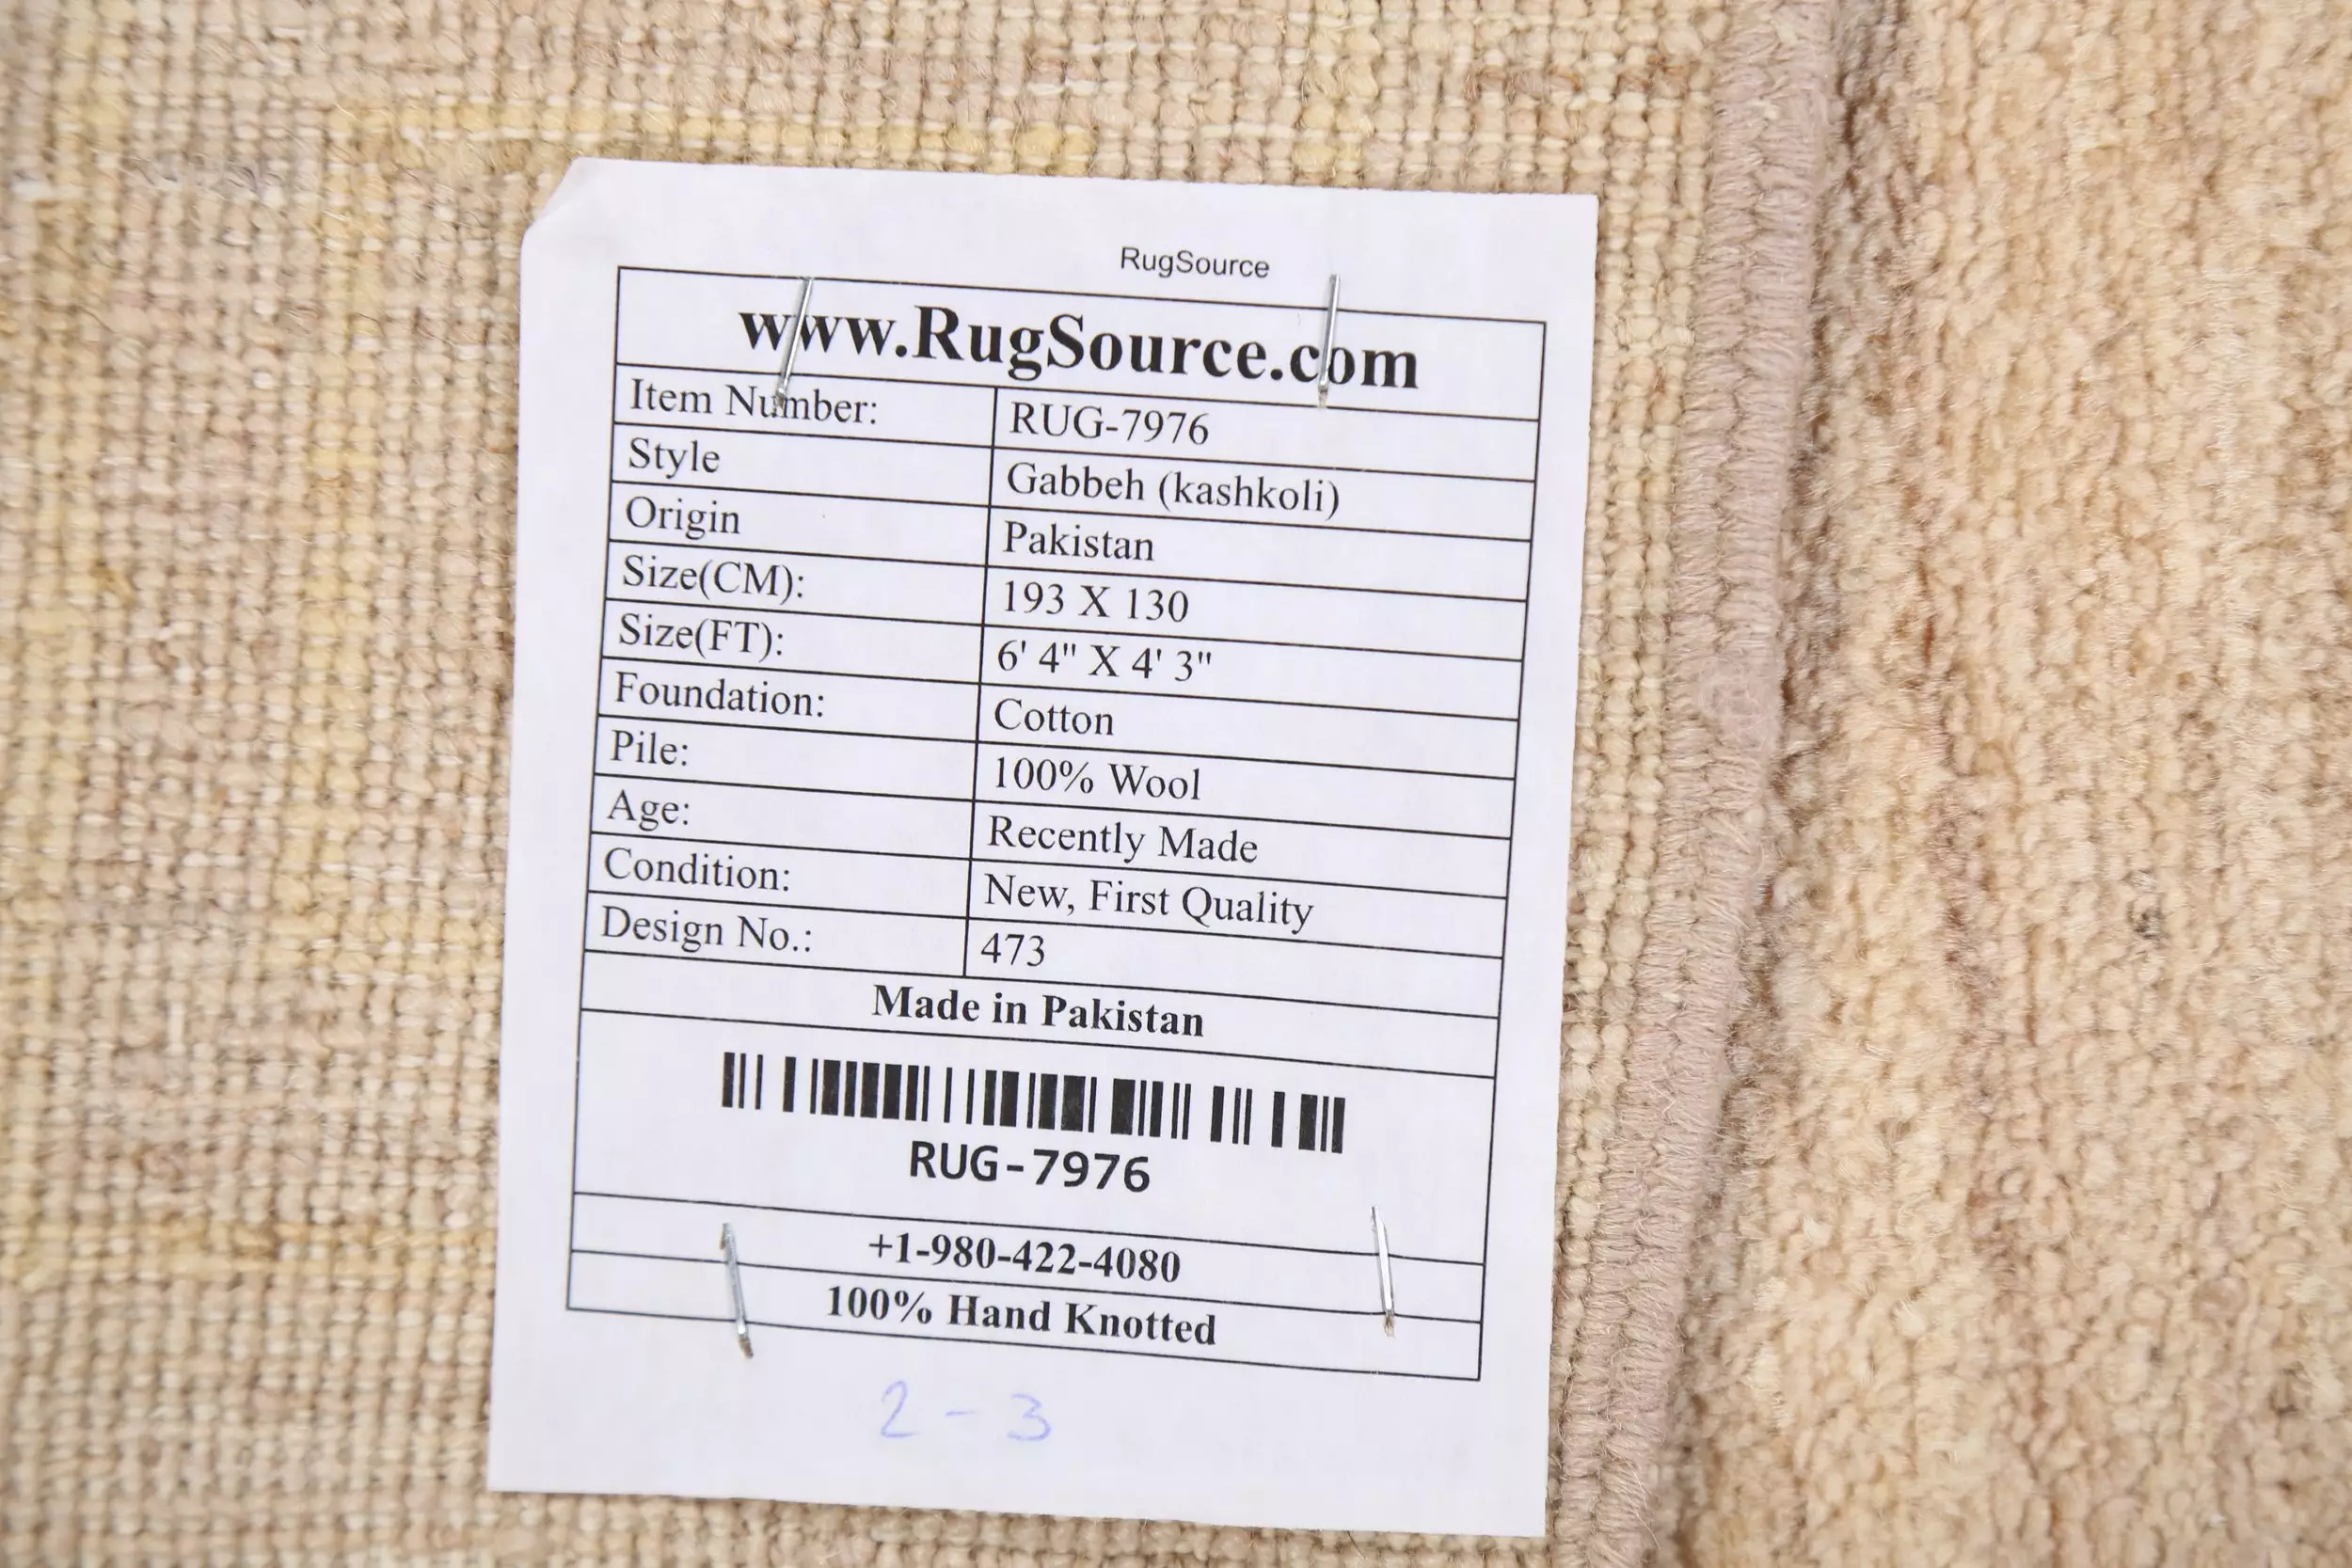 RugSource
www.RugSource.com
Item Number: RUG-7976
Style Gabbeh (kashkoli)
Origin Pakistan
Size(CM): 193 X 130
Size(FT): 6' 4" X 4' 3"
Foundation: Cotton
Pile: 100% Wool
Age: Recently Made
Condition: New, First Quality
Design No.: 473
Made in Pakistan
RUG-7976
+1-980-422-4080
100% Hand Knotted
2-3